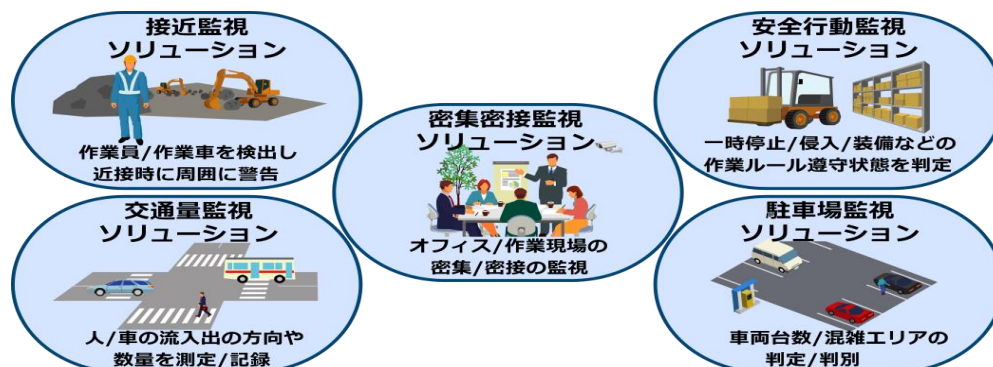 接近監視
ソリューション
作業員/作業車を検出し
近接時に周囲に警告
安全行動監視
ソリューション
一時停止/侵入/装備などの
作業ルール遵守状態を判定
密集密接監視
ソリューション
オフィス/作業現場の
密集/密接の監視
交通量監視
ソリューション
人/車の流入出の方向や
数量を測定/記録
駐車場監視
ソリューション
車両台数/混雑エリアの
判定/判別